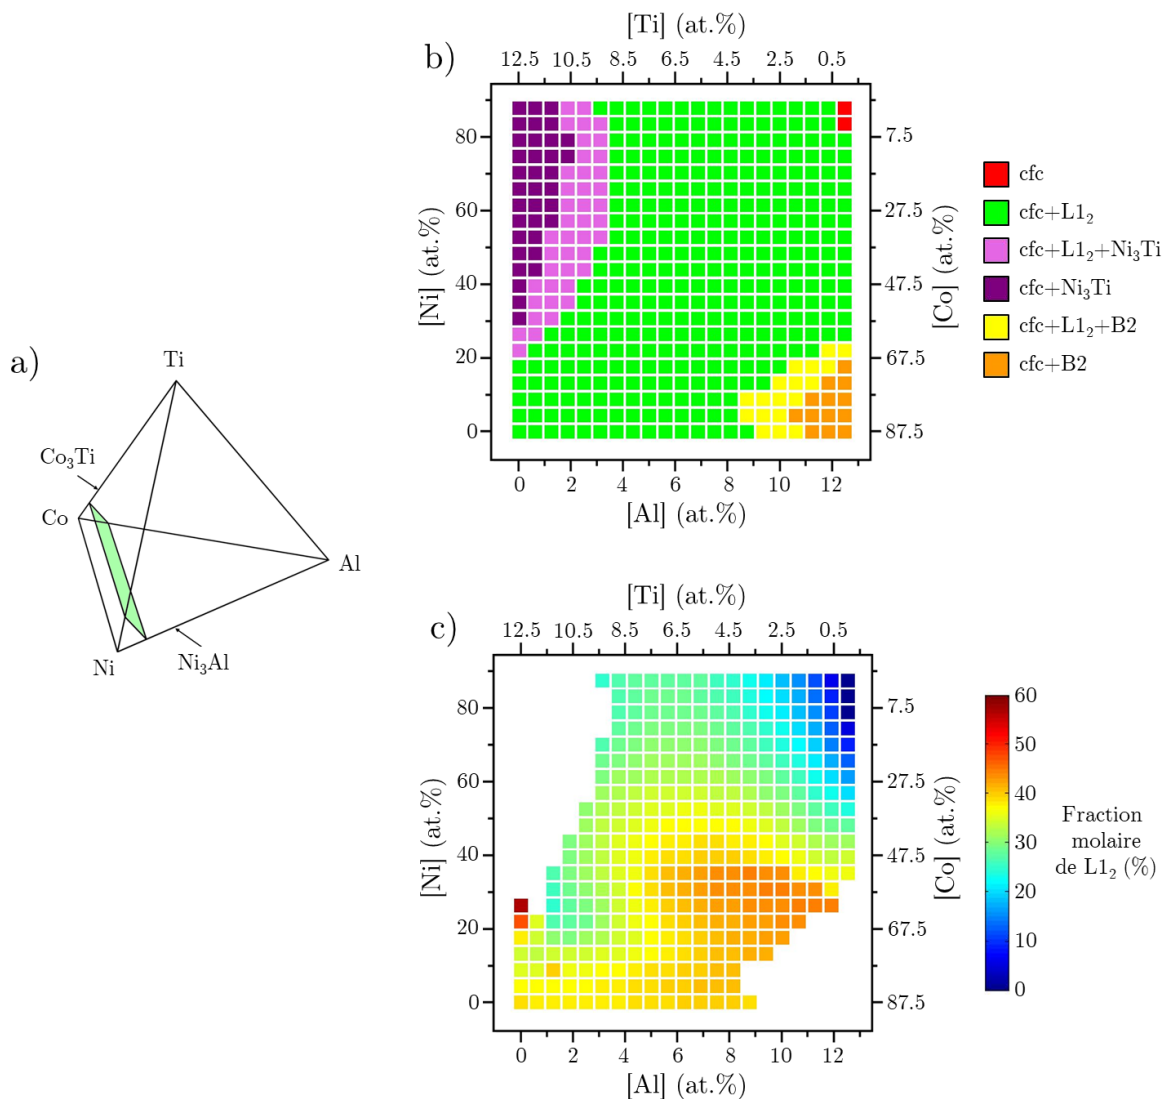 a)
Ti
Co₃Ti
Co
Al
Ni
Ni₃Al
b)
[Ti] (at.%)
12.5 10.5 8.5 6.5 4.5 2.5 0.5
[Ni] (at.%)
80
60
40
20
0
7.5
27.5
47.5
67.5
87.5
[Co] (at.%)
0 2 4 6 8 10 12
[Al] (at.%)
cfc
cfc+L1₂
cfc+L1₂+Ni₃Ti
cfc+Ni₃Ti
cfc+L1₂+B2
cfc+B2
c)
[Ti] (at.%)
12.5 10.5 8.5 6.5 4.5 2.5 0.5
[Ni] (at.%)
80
60
40
20
0
7.5
27.5
47.5
67.5
87.5
[Co] (at.%)
0 2 4 6 8 10 12
[Al] (at.%)
60
50
40
30
20
10
0
Fraction
molaire
de L1₂ (%)